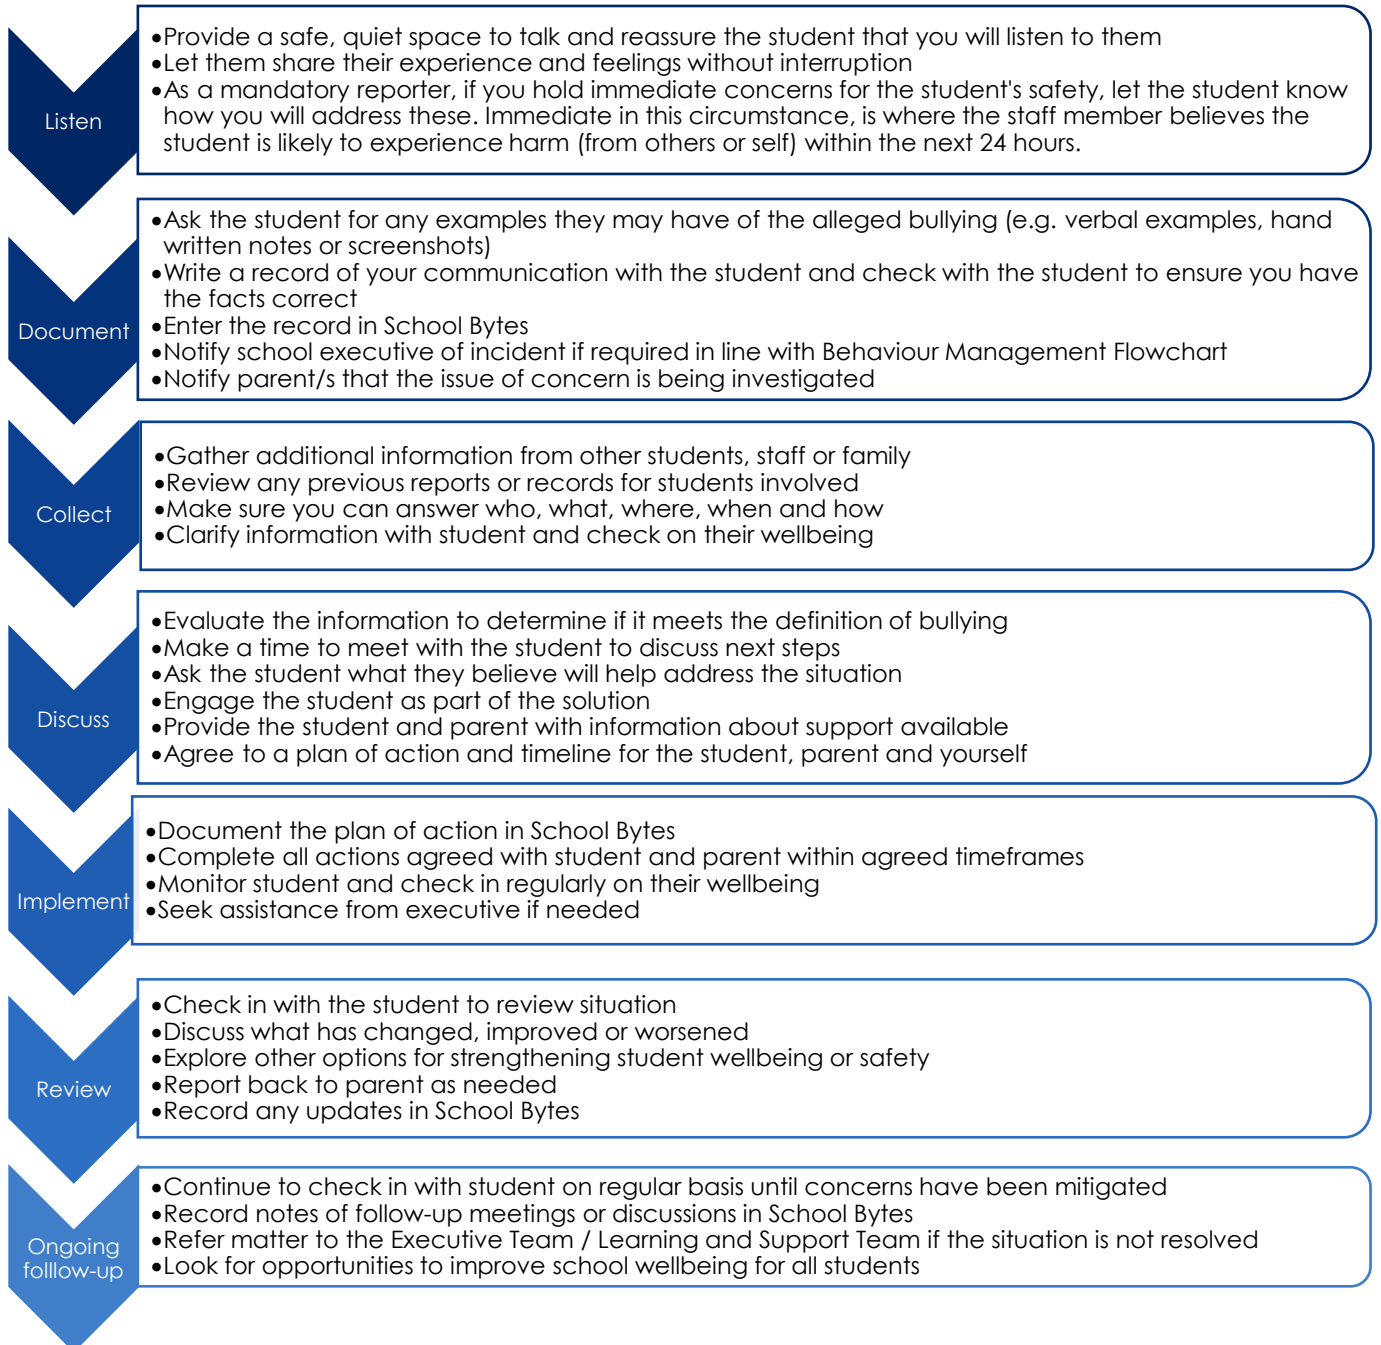 Listen
•Provide a safe, quiet space to talk and reassure the student that you will listen to them
•Let them share their experience and feelings without interruption
•As a mandatory reporter, if you hold immediate concerns for the student's safety, let the student know
how you will address these. Immediate in this circumstance, is where the staff member believes the
student is likely to experience harm (from others or self) within the next 24 hours.
Document
•Ask the student for any examples they may have of the alleged bullying (e.g. verbal examples, hand
written notes or screenshots)
•Write a record of your communication with the student and check with the student to ensure you have
the facts correct
•Enter the record in School Bytes
•Notify school executive of incident if required in line with Behaviour Management Flowchart
•Notify parent/s that the issue of concern is being investigated
Collect
•Gather additional information from other students, staff or family
•Review any previous reports or records for students involved
•Make sure you can answer who, what, where, when and how
•Clarify information with student and check on their wellbeing
Discuss
•Evaluate the information to determine if it meets the definition of bullying
•Make a time to meet with the student to discuss next steps
•Ask the student what they believe will help address the situation
•Engage the student as part of the solution
•Provide the student and parent with information about support available
•Agree to a plan of action and timeline for the student, parent and yourself
Implement
•Document the plan of action in School Bytes
•Complete all actions agreed with student and parent within agreed timeframes
•Monitor student and check in regularly on their wellbeing
•Seek assistance from executive if needed
Review
•Check in with the student to review situation
•Discuss what has changed, improved or worsened
•Explore other options for strengthening student wellbeing or safety
•Report back to parent as needed
•Record any updates in School Bytes
Ongoing
folllow-up
•Continue to check in with student on regular basis until concerns have been mitigated
•Record notes of follow-up meetings or discussions in School Bytes
•Refer matter to the Executive Team / Learning and Support Team if the situation is not resolved
•Look for opportunities to improve school wellbeing for all students